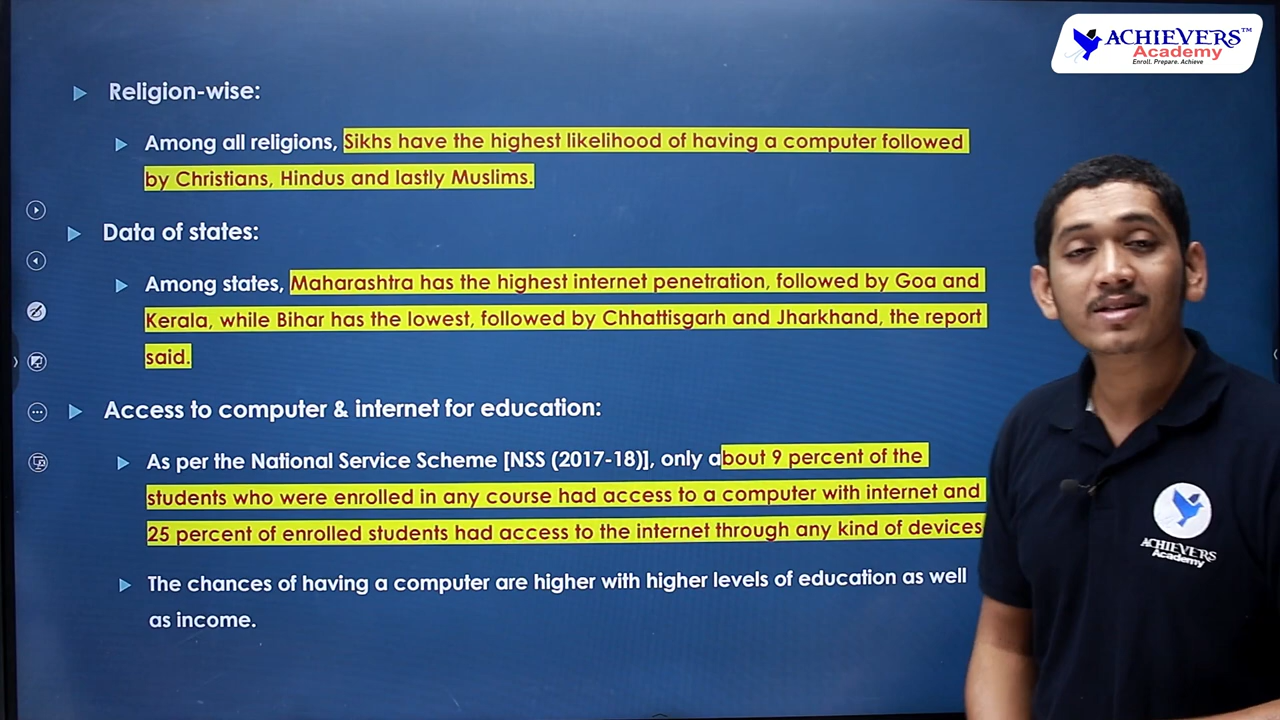 ACHIEVERS™
Academy
Enroll. Prepare. Achieve
Religion-wise:
Among all religions, Sikhs have the highest likelihood of having a computer followed
by Christians, Hindus and lastly Muslims.
Data of states:
Among states, Maharashtra has the highest internet penetration, followed by Goa and
Kerala, while Bihar has the lowest, followed by Chhattisgarh and Jharkhand, the report
said.
Access to computer & internet for education:
As per the National Service Scheme [NSS (2017-18)], only about 9 percent of the
students who were enrolled in any course had access to a computer with internet and
25 percent of enrolled students had access to the internet through any kind of devices
The chances of having a computer are higher with higher levels of education as well
as income.
ACHIEVERS
Academy